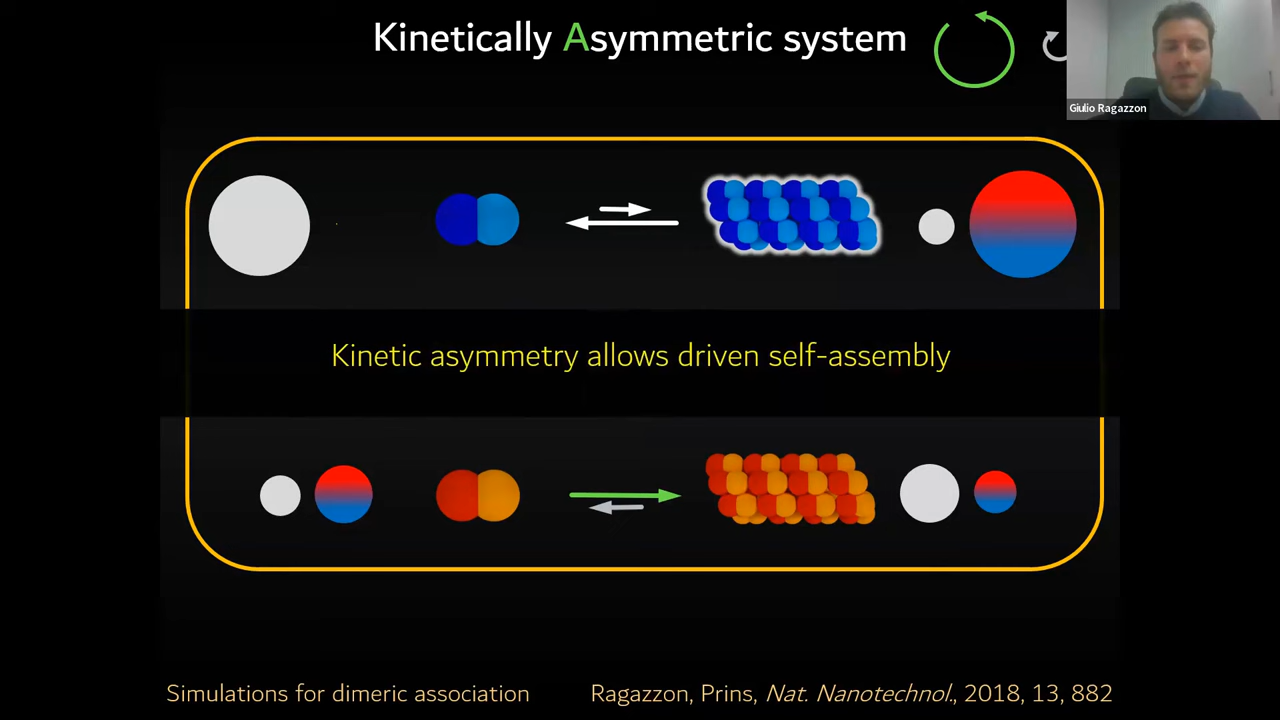 Kinetically Asymmetric system
Giulio Ragazzon
Kinetic asymmetry allows driven self-assembly
Simulations for dimeric association
Ragazzon, Prins, Nat. Nanotechnol., 2018, 13, 882